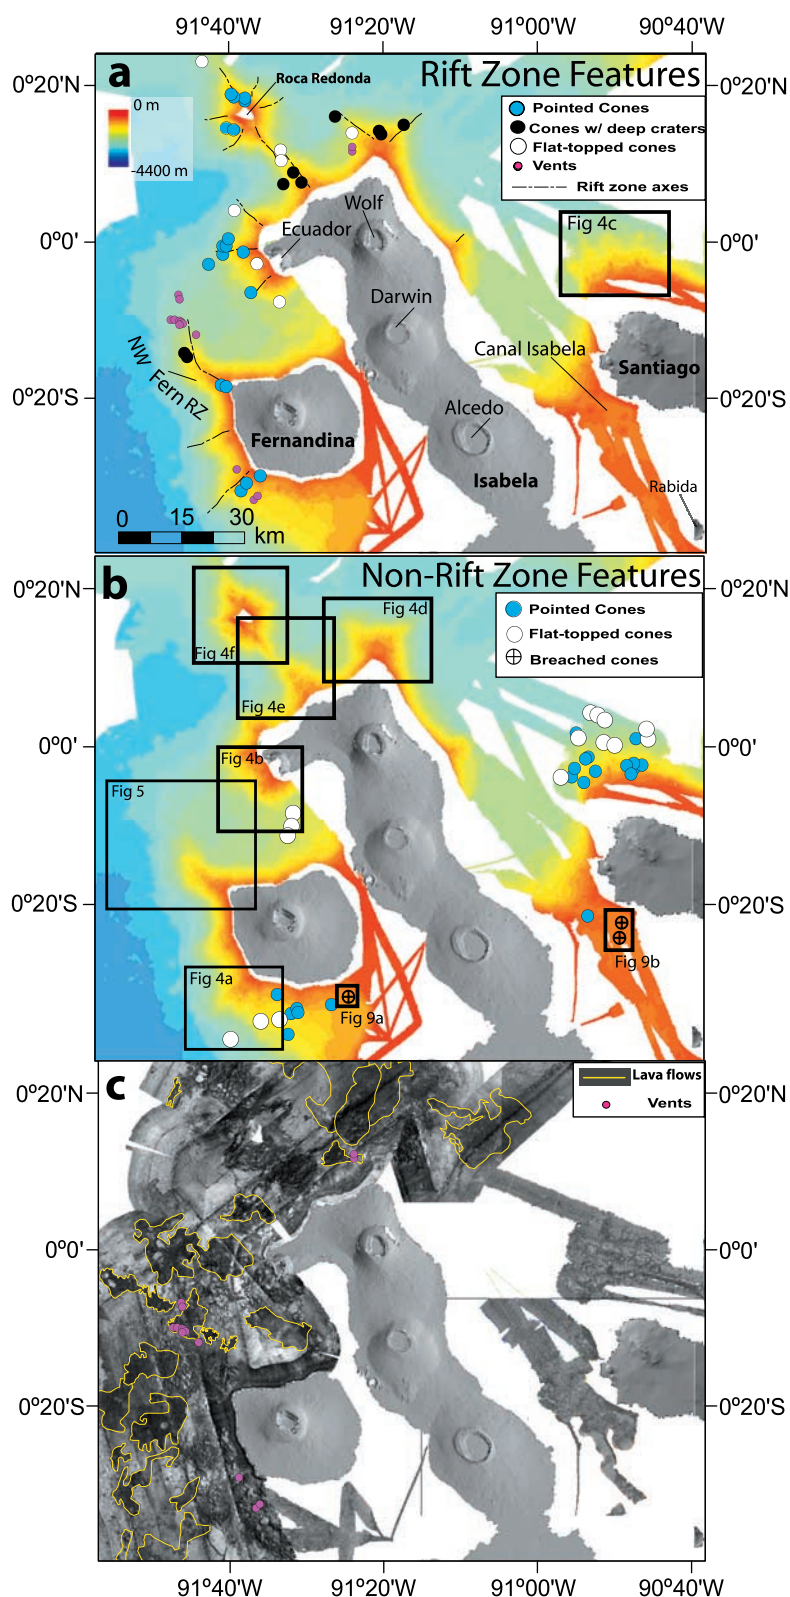 91°40'W 91°20'W 91°00'W 90°40'W
a
Rift Zone Features
Roca Redonda
0°20'N
0°20'N
0 m
-4400 m
Pointed Cones
Cones w/ deep craters
Flat-topped cones
Vents
Rift zone axes
Wolf
Ecuador
Fig 4c
0°0'
0°0'
Darwin
NW Fern RZ
Canal Isabela
Santiago
0°20'S
0°20'S
Alcedo
Fernandina
Isabela
Rabida
0 15 30
km
b
Non-Rift Zone Features
0°20'N
0°20'N
Pointed Cones
Flat-topped cones
Breached cones
Fig 4d
Fig 4f
Fig 4e
0°0'
0°0'
Fig 4b
Fig 5
0°20'S
0°20'S
Fig 9b
Fig 4a
Fig 9a
c
Lava flows
Vents
0°20'N
0°20'N
0°0'
0°0'
0°20'S
0°20'S
91°40'W 91°20'W 91°00'W 90°40'W